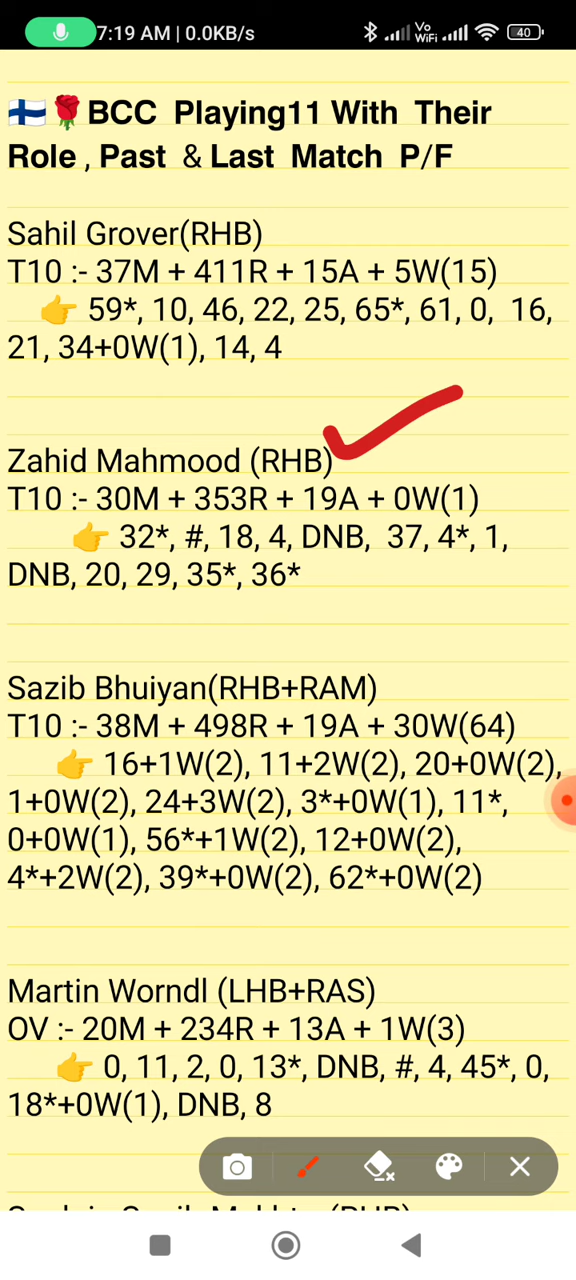 7:19 AM | 0.0KB/s Vo WiFi 40
🇫🇮🌹BCC Playing11 With Their
Role , Past & Last Match P/F
Sahil Grover(RHB)
T10 :- 37M + 411R + 15A + 5W(15)
👉 59*, 10, 46, 22, 25, 65*, 61, 0, 16,
21, 34+0W(1), 14, 4
Zahid Mahmood (RHB)
T10 :- 30M + 353R + 19A + 0W(1)
👉 32*, #, 18, 4, DNB, 37, 4*, 1,
DNB, 20, 29, 35*, 36*
Sazib Bhuiyan(RHB+RAM)
T10 :- 38M + 498R + 19A + 30W(64)
👉 16+1W(2), 11+2W(2), 20+0W(2),
1+0W(2), 24+3W(2), 3*+0W(1), 11*,
0+0W(1), 56*+1W(2), 12+0W(2),
4*+2W(2), 39*+0W(2), 62*+0W(2)
Martin Worndl (LHB+RAS)
OV :- 20M + 234R + 13A + 1W(3)
👉 0, 11, 2, 0, 13*, DNB, #, 4, 45*, 0,
18*+0W(1), DNB, 8